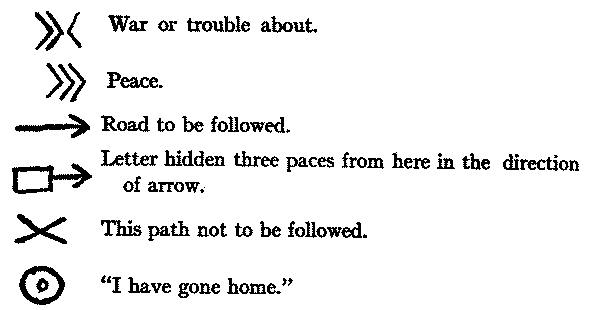 War or trouble about.
Peace.
Road to be followed.
Letter hidden three paces from here in the direction
of arrow.
This path not to be followed.
“I have gone home.”